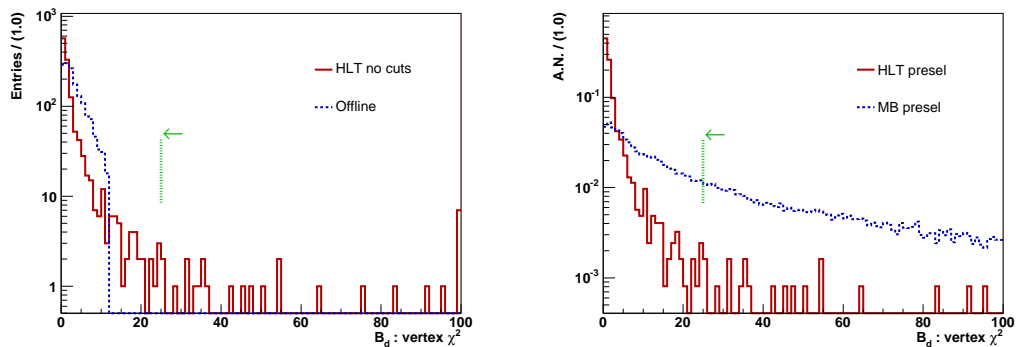 Entries / (1.0)
10³
10²
10
1
HLT no cuts
Offline
0 20 40 60 80 100
B_d : vertex χ²
A.N. / (1.0)
10⁻¹
10⁻²
10⁻³
HLT presel
MB presel
0 20 40 60 80 100
B_d : vertex χ²